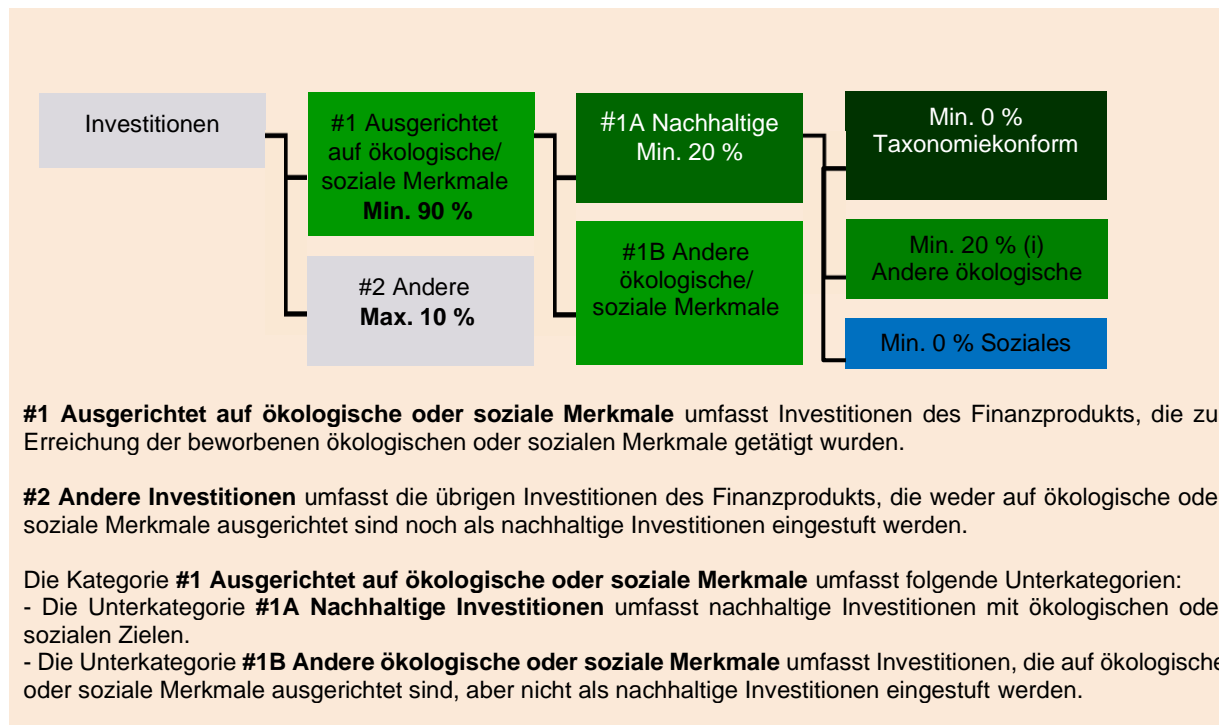 Investitionen
#1 Ausgerichtet
auf ökologische/
soziale Merkmale
Min. 90 %
#2 Andere
Max. 10 %
#1A Nachhaltige
Min. 20 %
#1B Andere
ökologische/
soziale Merkmale
Min. 0 %
Taxonomiekonform
Min. 20 % (i)
Andere ökologische
Min. 0 % Soziales
#1 Ausgerichtet auf ökologische oder soziale Merkmale umfasst Investitionen des Finanzprodukts, die zu
Erreichung der beworbenen ökologischen oder sozialen Merkmale getätigt wurden.
#2 Andere Investitionen umfasst die übrigen Investitionen des Finanzprodukts, die weder auf ökologische ode
soziale Merkmale ausgerichtet sind noch als nachhaltige Investitionen eingestuft werden.
Die Kategorie #1 Ausgerichtet auf ökologische oder soziale Merkmale umfasst folgende Unterkategorien:
- Die Unterkategorie #1A Nachhaltige Investitionen umfasst nachhaltige Investitionen mit ökologischen ode
sozialen Zielen.
- Die Unterkategorie #1B Andere ökologische oder soziale Merkmale umfasst Investitionen, die auf ökologische
oder soziale Merkmale ausgerichtet sind, aber nicht als nachhaltige Investitionen eingestuft werden.